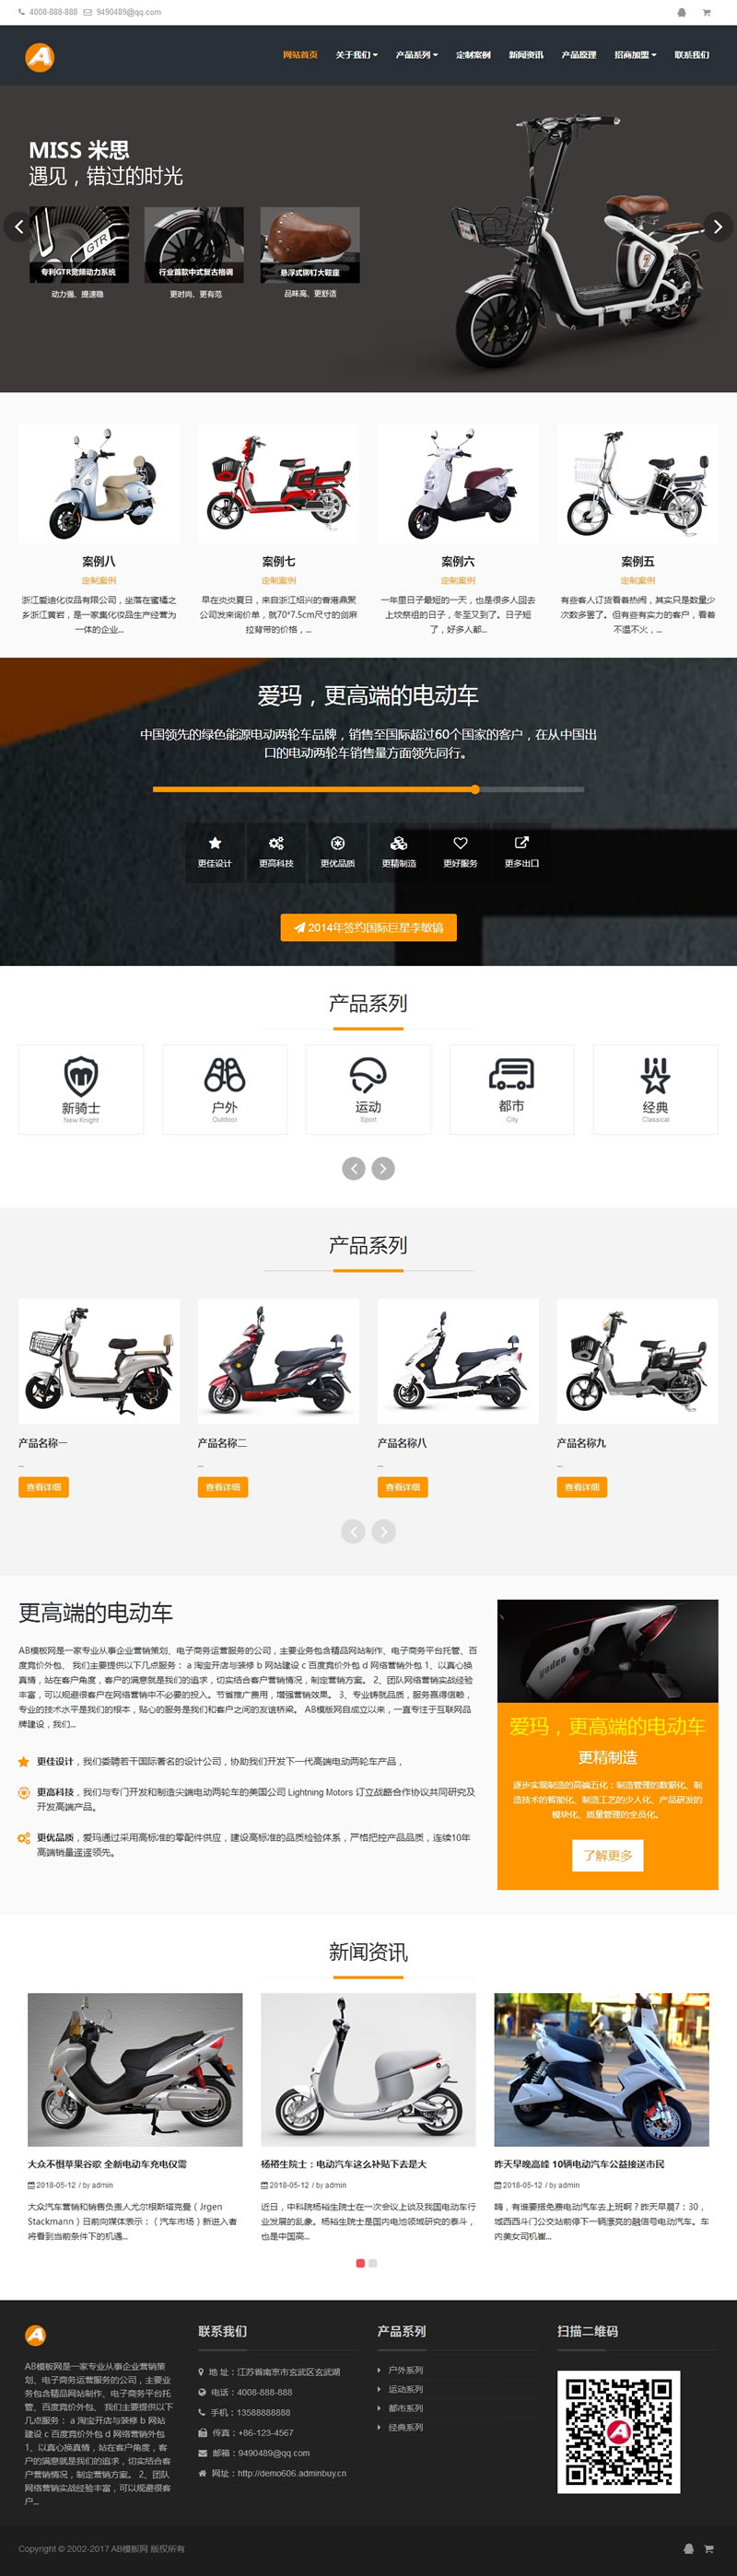 4008-888-888 9490489@qq.com
网站首页 关于我们 产品系列 定制案例 新闻资讯 产品原理 招商加盟 联系我们
MISS 米思
遇见，错过的时光
GTR
专利GTR宽频动力系统 行业首款中式复古格调 悬浮式铆钉大鞍座
动力强、提速稳 更时尚、更有范 品味高、更舒适
案例八 案例七 案例六 案例五
定制案例 定制案例 定制案例 定制案例
浙江爱迪化妆品有限公司，坐落在蜜橘之 早在炎炎夏日，来自浙江绍兴的香港鼎聚 一年里日子最短的一天，也是很多人回去 有些客人订货看着热闹，其实只是数量少
乡浙江黄岩，是一家集化妆品生产经营为 公司发来询价单，就70*7.5cm尺寸的剑麻 上坟祭祖的日子，冬至又到了。日子短 次数多罢了。但有些有实力的客户，看着
一体的企业... 拉背带的价格，... 了，好多人都... 不温不火，...
爱玛，更高端的电动车
中国领先的绿色能源电动两轮车品牌，销售至国际超过60个国家的客户，在从中国出
口的电动两轮车销售量方面领先同行。
更佳设计 更高科技 更优品质 更精制造 更好服务 更多出口
2014年签约国际巨星李敏镐
产品系列
新骑士 户外 运动 都市 经典
New Knight Outdoor Sport City Classical
产品系列
产品名称一 产品名称二 产品名称八 产品名称九
... ... ... ...
查看详细 查看详细 查看详细 查看详细
更高端的电动车
AB模板网是一家专业从事企业营销策划、电子商务运营服务的公司，主要业务包含精品网站制作、电子商务平台托管、百
度竞价外包、 我们主要提供以下几点服务： a 淘宝开店与装修 b 网站建设 c 百度竞价外包 d 网络营销外包 1、以真心换
真情，站在客户角度，客户的满意就是我们的追求，切实结合客户营销情况，制定营销方案。 2、团队网络营销实战经验
丰富，可以规避很客户在网络营销中不必要的投入。节省推广费用，增强营销效果。 3、专业铸就品质，服务赢得信赖，
专业的技术水平是我们的根本，贴心的服务是我们和客户之间的友谊桥梁。 AB模版网自成立以来，一直专注于互联网品
牌建设，我们...
更佳设计，我们委聘若干国际著名的设计公司，协助我们开发下一代高端电动两轮车产品，
更高科技，我们与专门开发和制造尖端电动两轮车的美国公司 Lightning Motors 订立战略合作协议共同研究及
开发高端产品。
更优品质，爱玛通过采用高标准的零配件供应，建设高标准的品质检验体系，严格把控产品品质，连续10年
高端销量遥遥领先。
爱玛，更高端的电动车
更精制造
逐步实现制造的高端五化：制造管理的数据化、制
造技术的智能化、制造工艺的少人化、产品研发的
模块化、质量管理的全员化。
了解更多
新闻资讯
大众不惧苹果谷歌 全新电动车充电仅需 杨裕生院士：电动汽车这么补贴下去是大 昨天早晚高峰 10辆电动汽车公益接送市民
2018-05-12 / by admin 2018-05-12 / by admin 2018-05-12 / by admin
大众汽车营销和销售负责人尤尔根斯塔克曼（Jrgen 近日，中科院杨裕生院士在一次会议上谈及我国电动车行 嗨，有谁要搭免费电动汽车去上班啊？昨天早晨7：30，
Stackmann）日前向媒体表示：（汽车市场）新进入者 业发展的乱象。杨裕生院士是国内电池领域研究的泰斗， 城西西斗门公交站前停下一辆漂亮的融信号电动汽车。车
将看到当前条件下的机遇... 也是中国高... 内美女司机崔...
联系我们 产品系列 扫描二维码
AB模板网是一家专业从事企业营销策
划、电子商务运营服务的公司，主要业
务包含精品网站制作、电子商务平台托
管、百度竞价外包、 我们主要提供以下
几点服务： a 淘宝开店与装修 b 网站
建设 c 百度竞价外包 d 网络营销外包
1、以真心换真情，站在客户角度，客
户的满意就是我们的追求，切实结合客
户营销情况，制定营销方案。 2、团队
网络营销实战经验丰富，可以规避很客
户...
地 址：江苏省南京市玄武区玄武湖
电话：4008-888-888
手机：13588888888
传真：+86-123-4567
邮箱：9490489@qq.com
网址：http://demo606.adminbuy.cn
户外系列
运动系列
都市系列
经典系列
Copyright © 2002-2017 AB模板网 版权所有